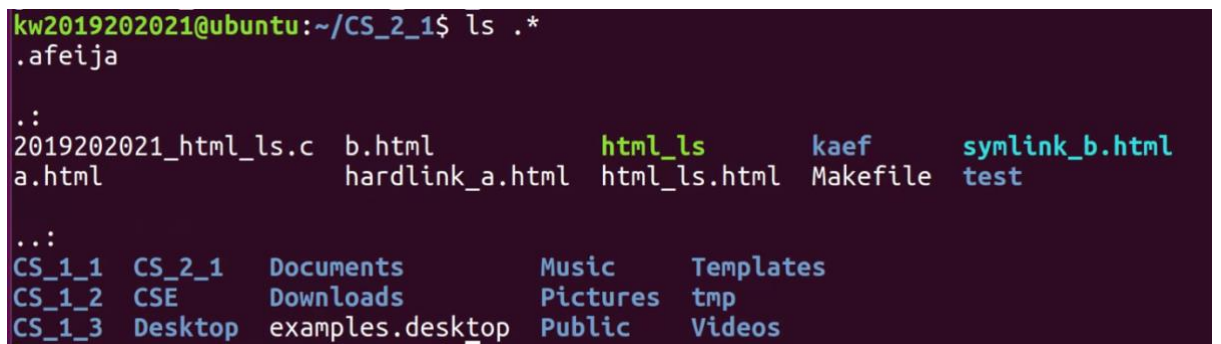 kw2019202021@ubuntu:~/CS_2_1$ ls .*
.afeija
.:
2019202021_html_ls.c b.html html_ls kaef symlink_b.html
a.html hardlink_a.html html_ls.html Makefile test
..:
CS_1_1 CS_2_1 Documents Music Templates
CS_1_2 CSE Downloads Pictures tmp
CS_1_3 Desktop examples.desktop Public Videos